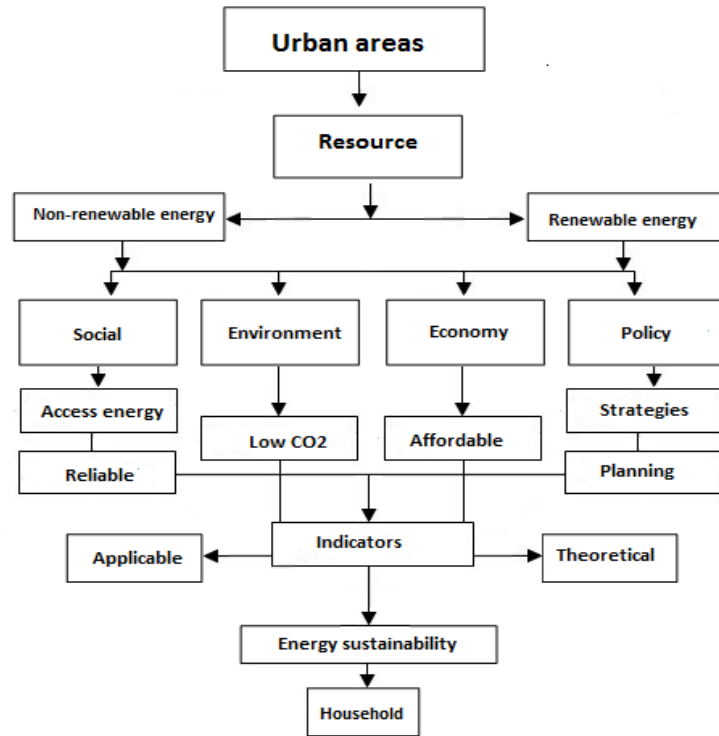 Urban areas
Resource
Non-renewable energy
Renewable energy
Social
Environment
Economy
Policy
Access energy
Strategies
Low CO2
Affordable
Reliable
Planning
Indicators
Applicable
Theoretical
Energy sustainability
Household